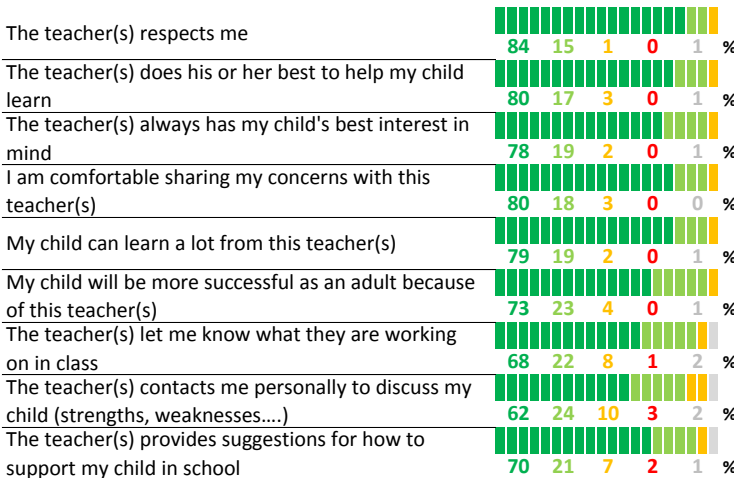 The teacher(s) respects me
84 15 1 0 1 %
The teacher(s) does his or her best to help my child
learn
80 17 3 0 1 %
The teacher(s) always has my child's best interest in
mind
78 19 2 0 1 %
I am comfortable sharing my concerns with this
teacher(s)
80 18 3 0 0 %
My child can learn a lot from this teacher(s)
79 19 2 0 1 %
My child will be more successful as an adult because
of this teacher(s)
73 23 4 0 1 %
The teacher(s) let me know what they are working
on in class
68 22 8 1 2 %
The teacher(s) contacts me personally to discuss my
child (strengths, weaknesses….)
62 24 10 3 2 %
The teacher(s) provides suggestions for how to
support my child in school
70 21 7 2 1 %